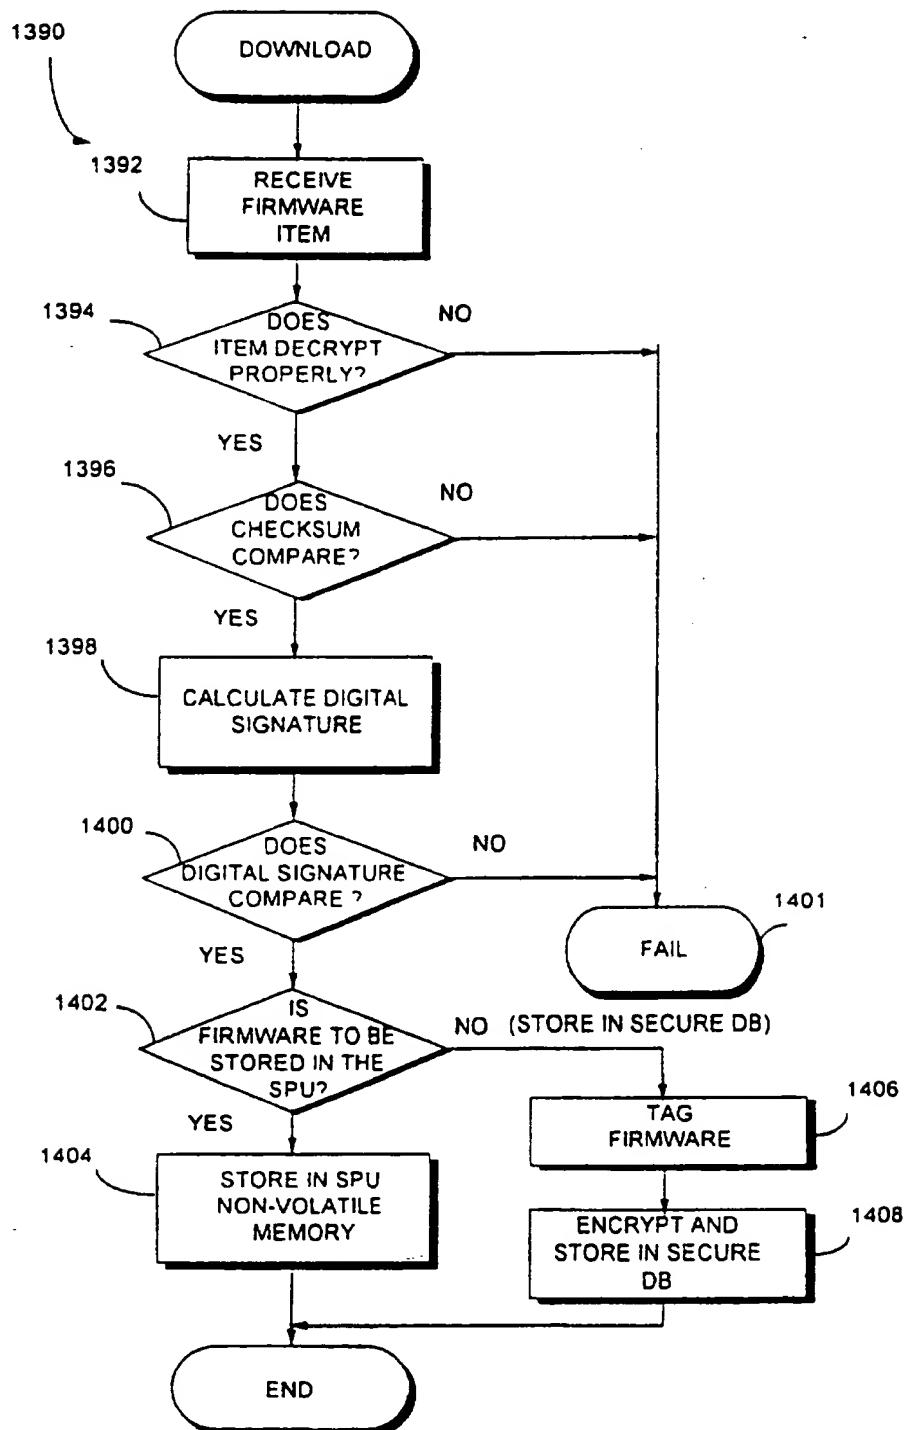 1390
DOWNLOAD
1392
RECEIVE
FIRMWARE
ITEM
1394
DOES
ITEM DECRYPT
PROPERLY?
NO
YES
1396
DOES
CHECKSUM
COMPARE?
NO
YES
1398
CALCULATE DIGITAL
SIGNATURE
1400
DOES
DIGITAL SIGNATURE
COMPARE ?
NO
1401
FAIL
YES
1402
IS
FIRMWARE TO BE
STORED IN THE
SPU?
NO (STORE IN SECURE DB)
1406
TAG
FIRMWARE
YES
1404
STORE IN SPU
NON-VOLATILE
MEMORY
1408
ENCRYPT AND
STORE IN SECURE
DB
END